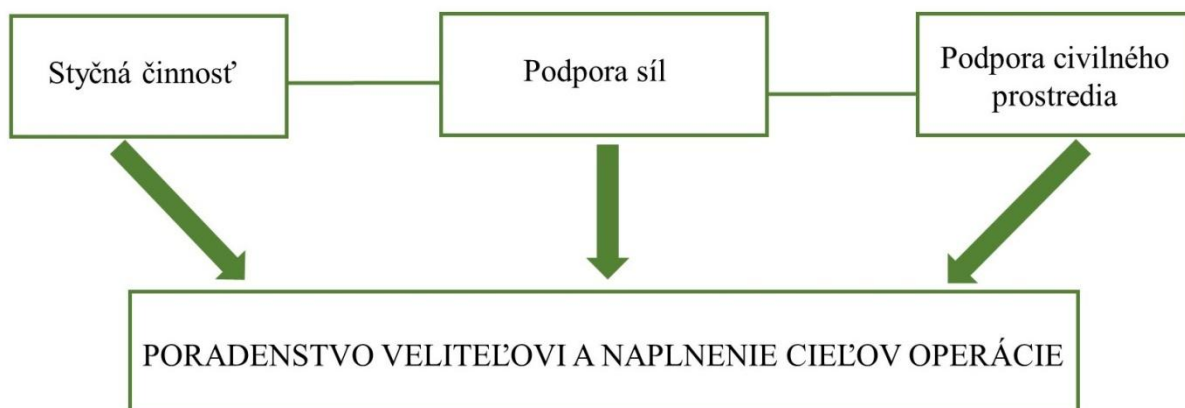 Styčná činnosť
Podpora síl
Podpora civilného
prostredia
PORADENSTVO VELITEĽOVI A NAPLNENIE CIEĽOV OPERÁCIE